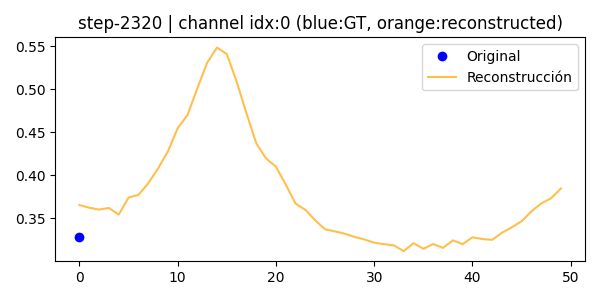 step-2320 | channel idx:0 (blue:GT, orange:reconstructed)
Original
Reconstrucción
0.55
0.50
0.45
0.40
0.35
0 10 20 30 40 50